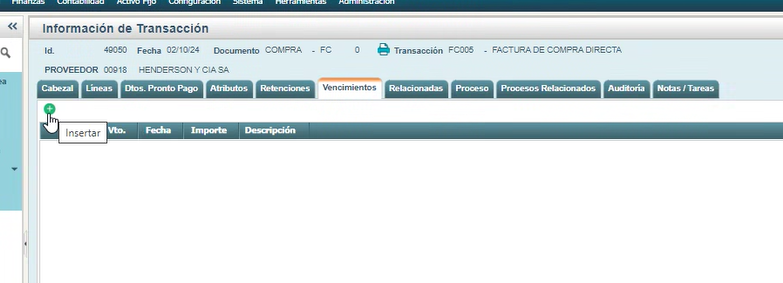 Finanzas Contabilidad Activo Fijo Configuración Sistema Herramientas Administración
Información de Transacción
Id. 49050 Fecha 02/10/24 Documento COMPRA - FC 0 Transacción FC005 - FACTURA DE COMPRA DIRECTA
PROVEEDOR 00918 HENDERSON Y CIA SA
Cabezal Líneas Dtos. Pronto Pago Atributos Retenciones Vencimientos Relacionadas Proceso Procesos Relacionados Auditoria Notas / Tareas
Insertar
Vto. Fecha Importe Descripción